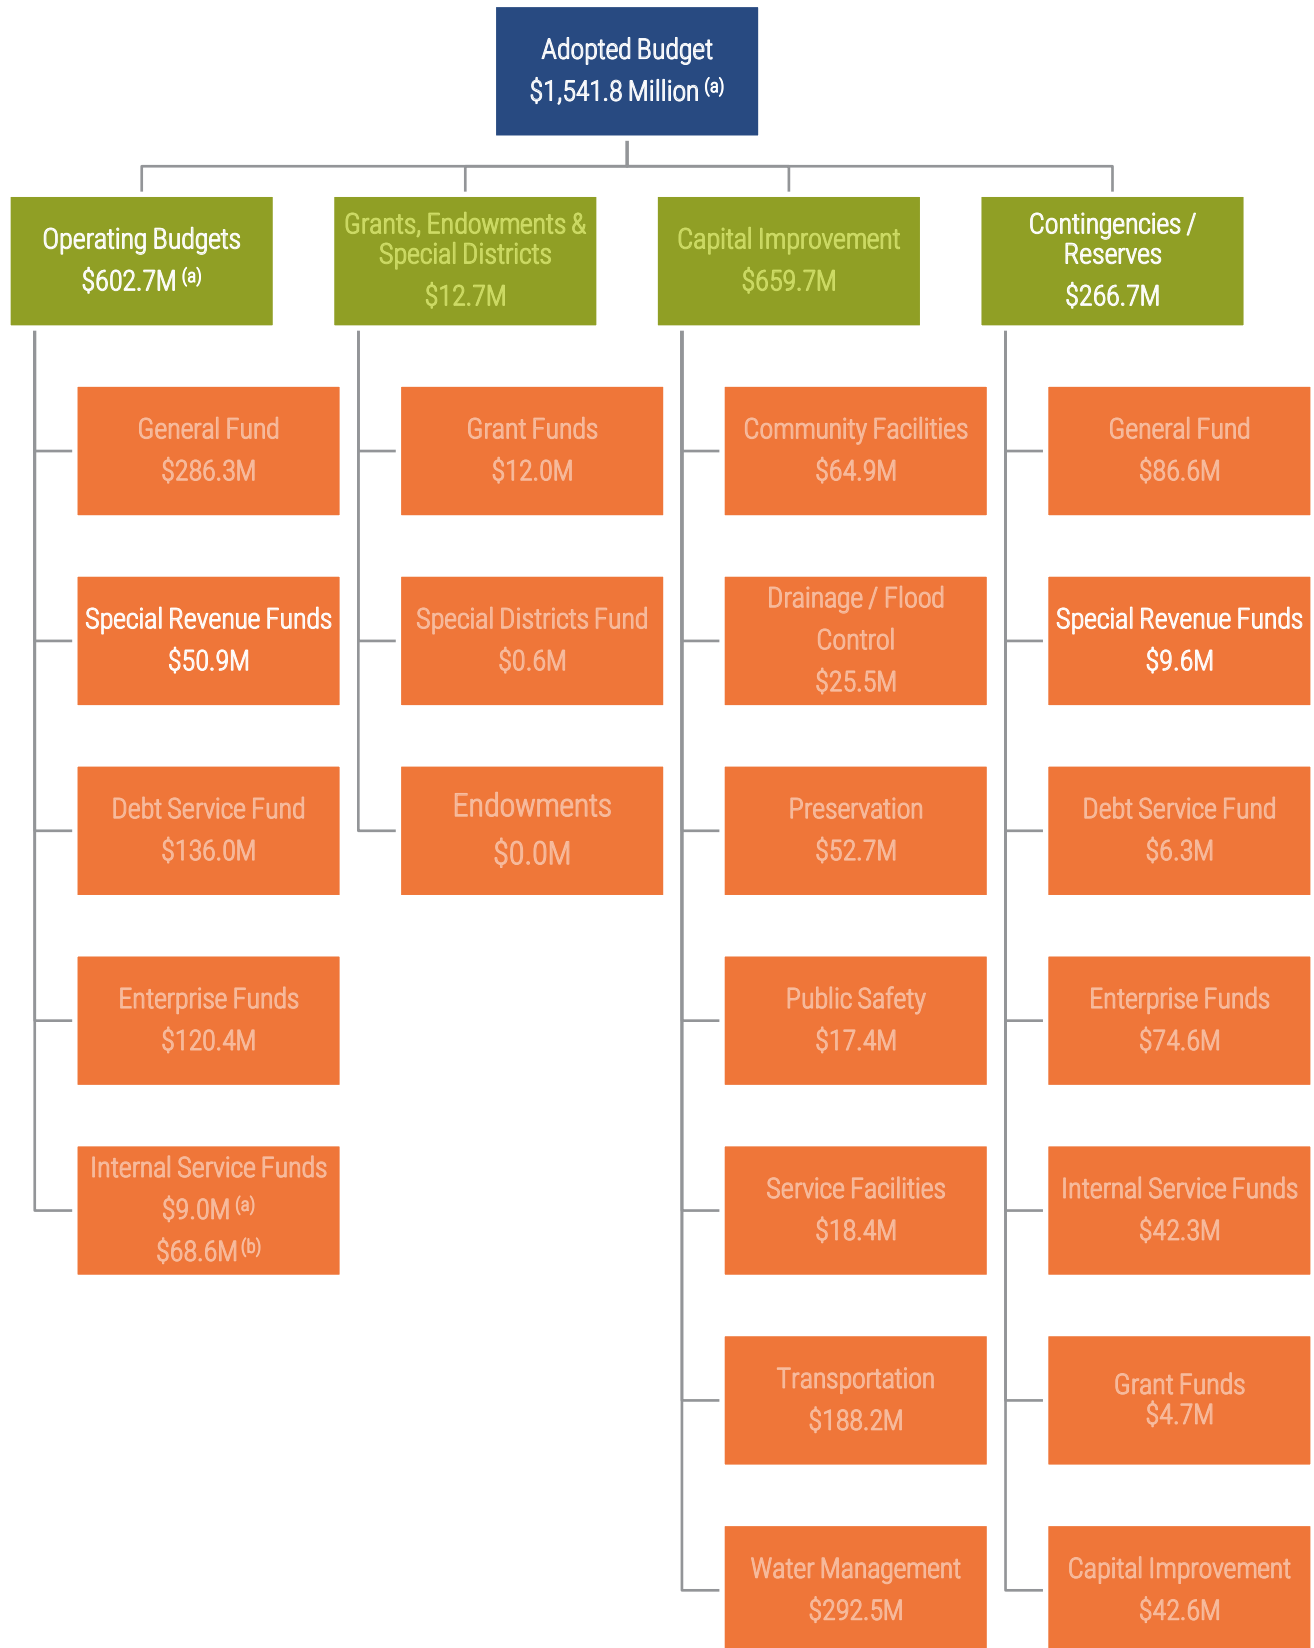 Adopted Budget
$1,541.8 Million (a)
Operating Budgets
$602.7M (a)
Grants, Endowments &
Special Districts
$12.7M
Capital Improvement
$659.7M
Contingencies /
Reserves
$266.7M
General Fund
$286.3M
Special Revenue Funds
$50.9M
Debt Service Fund
$136.0M
Enterprise Funds
$120.4M
Internal Service Funds
$9.0M (a)
$68.6M (b)
Grant Funds
$12.0M
Special Districts Fund
$0.6M
Endowments
$0.0M
Community Facilities
$64.9M
Drainage / Flood
Control
$25.5M
Preservation
$52.7M
Public Safety
$17.4M
Service Facilities
$18.4M
Transportation
$188.2M
Water Management
$292.5M
General Fund
$86.6M
Special Revenue Funds
$9.6M
Debt Service Fund
$6.3M
Enterprise Funds
$74.6M
Internal Service Funds
$42.3M
Grant Funds
$4.7M
Capital Improvement
$42.6M